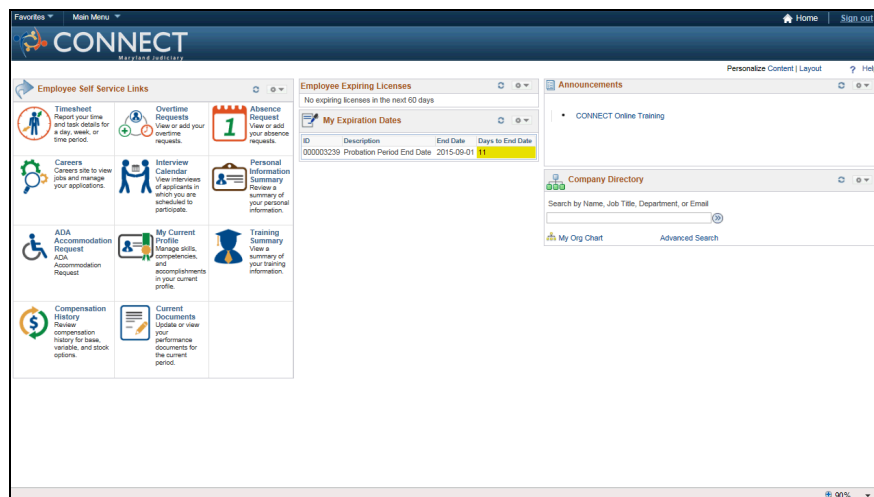 Favorites Main Menu
Home Sign out
CONNECT
Maryland Judiciary
Personalize Content | Layout ? Help
Employee Self Service Links
Timesheet
Report your time
and task details for
a day, week, or
time period.
Overtime
Requests
View or add your
overtime
requests.
1
Absence
Request
View or add
your absence
requests.
Careers
Careers site to view
jobs and manage
your applications.
Interview
Calendar
View interviews
of applicants in
which you are
scheduled to
participate.
Personal
Information
Summary
Review a
summary of
your personal
information.
ADA
Accommodation
Request
ADA
Accommodation
Request
My Current
Profile
Manage skills,
competencies,
and
accomplishments
in your current
profile.
Training
Summary
View a
summary of
your training
information.
$
Compensation
History
Review
compensation
history for base,
variable, and stock
options.
Current
Documents
Update or view
your
performance
documents for
the current
period.
Employee Expiring Licenses
No expiring licenses in the next 60 days
My Expiration Dates
ID Description End Date Days to End Date
000003239 Probation Period End Date 2015-09-01 11
Announcements
• CONNECT Online Training
Company Directory
Search by Name, Job Title, Department, or Email
My Org Chart Advanced Search
90%